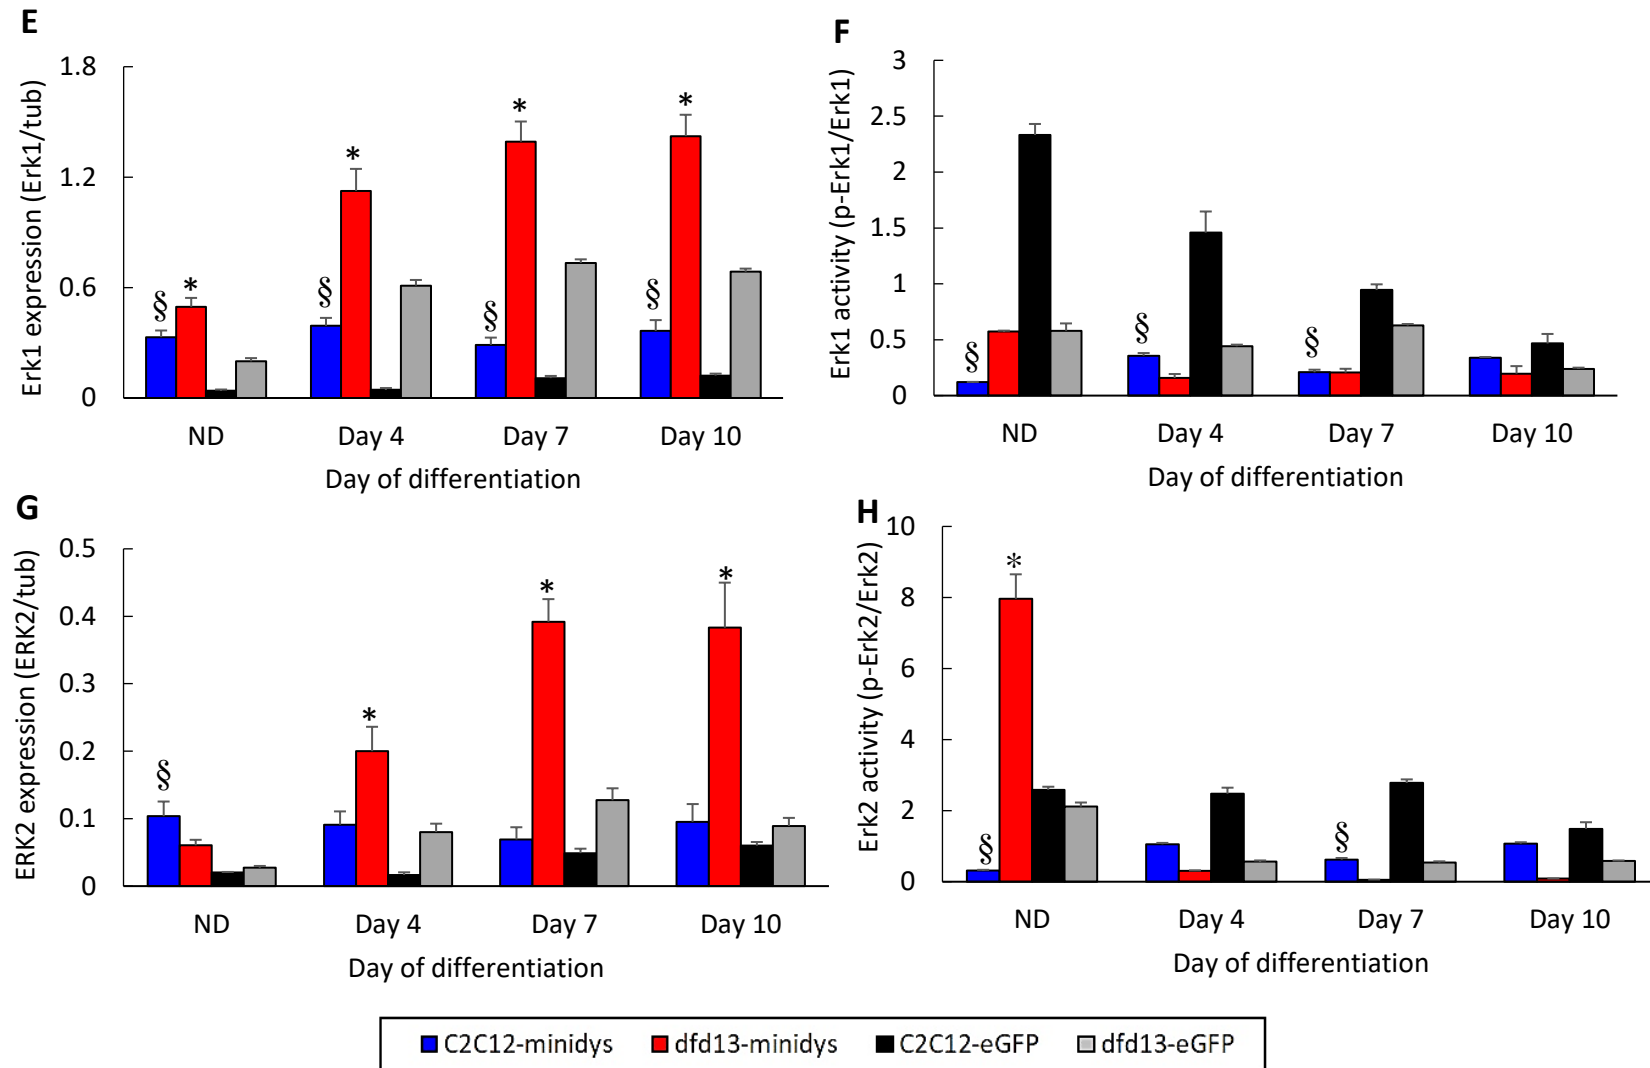 E
Erk1 expression (Erk1/tub)
1.8
1.2
0.6
0
§ * § * § * § *
ND Day 4 Day 7 Day 10
Day of differentiation
F
Erk1 activity (p-Erk1/Erk1)
3
2.5
2
1.5
1
0.5
0
§ § §
ND Day 4 Day 7 Day 10
Day of differentiation
G
ERK2 expression (ERK2/tub)
0.5
0.4
0.3
0.2
0.1
0
§ * * *
ND Day 4 Day 7 Day 10
Day of differentiation
H
Erk2 activity (p-Erk2/Erk2)
10
8
6
4
2
0
§ * §
ND Day 4 Day 7 Day 10
Day of differentiation
C2C12-minidys dfd13-minidys C2C12-eGFP dfd13-eGFP